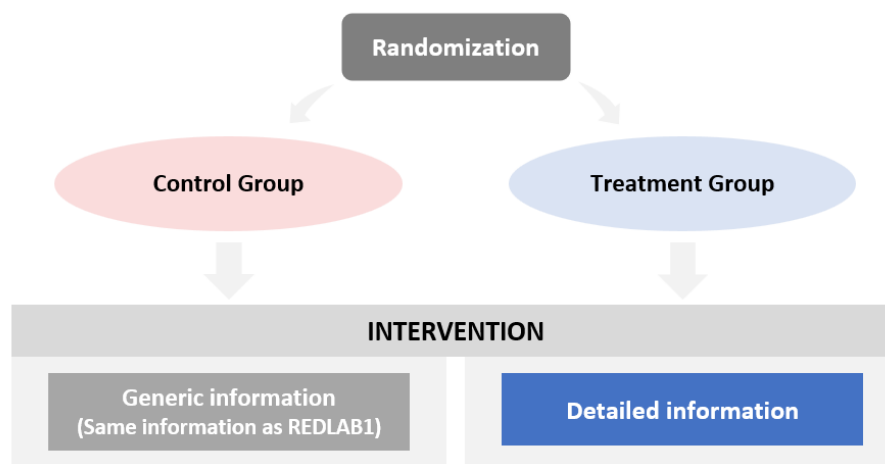 Randomization
Control Group
Treatment Group
INTERVENTION
Generic information
(Same information as REDLAB1)
Detailed information